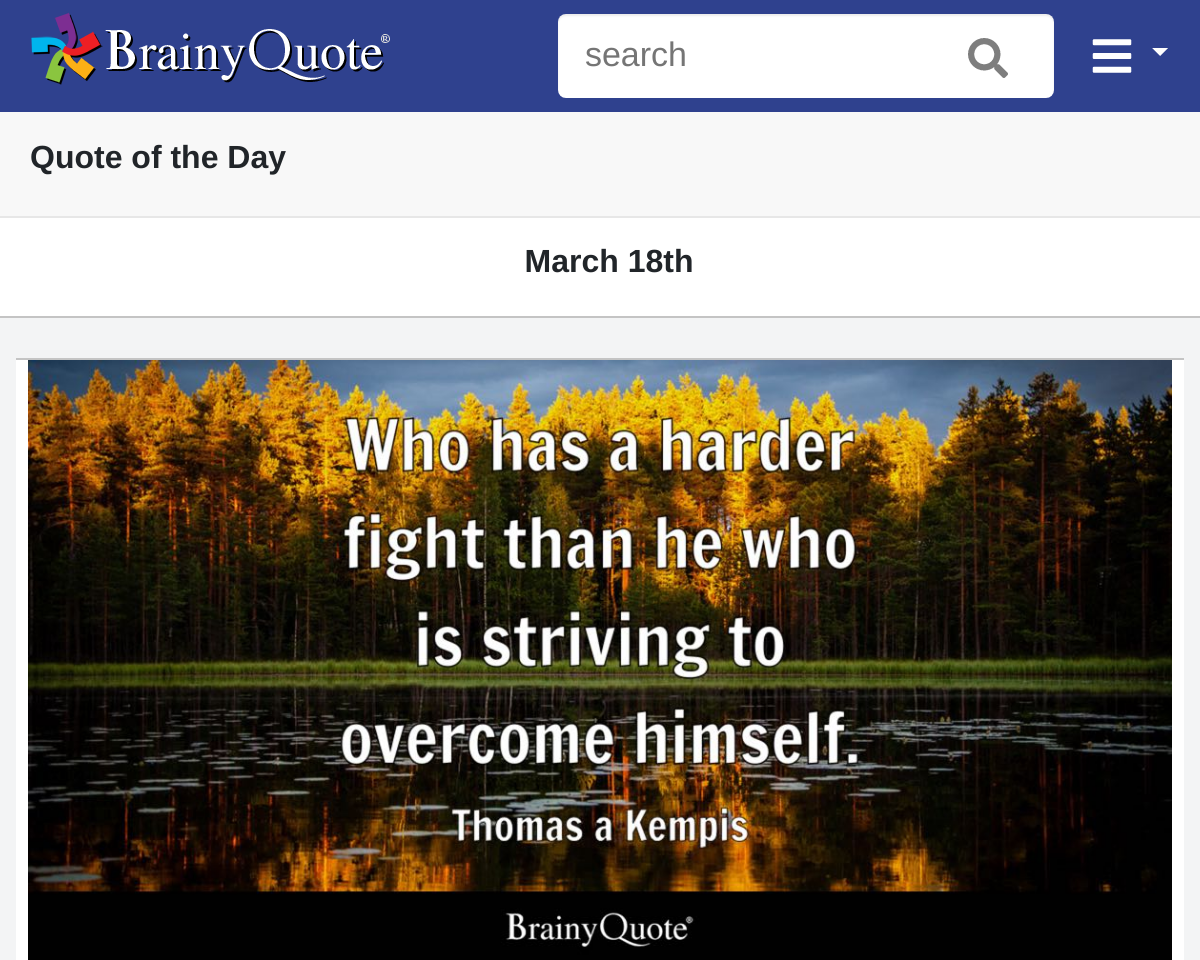 BrainyQuote®
search
Quote of the Day
March 18th
Who has a harder
fight than he who
is striving to
overcome himself.
Thomas a Kempis
BrainyQuote®